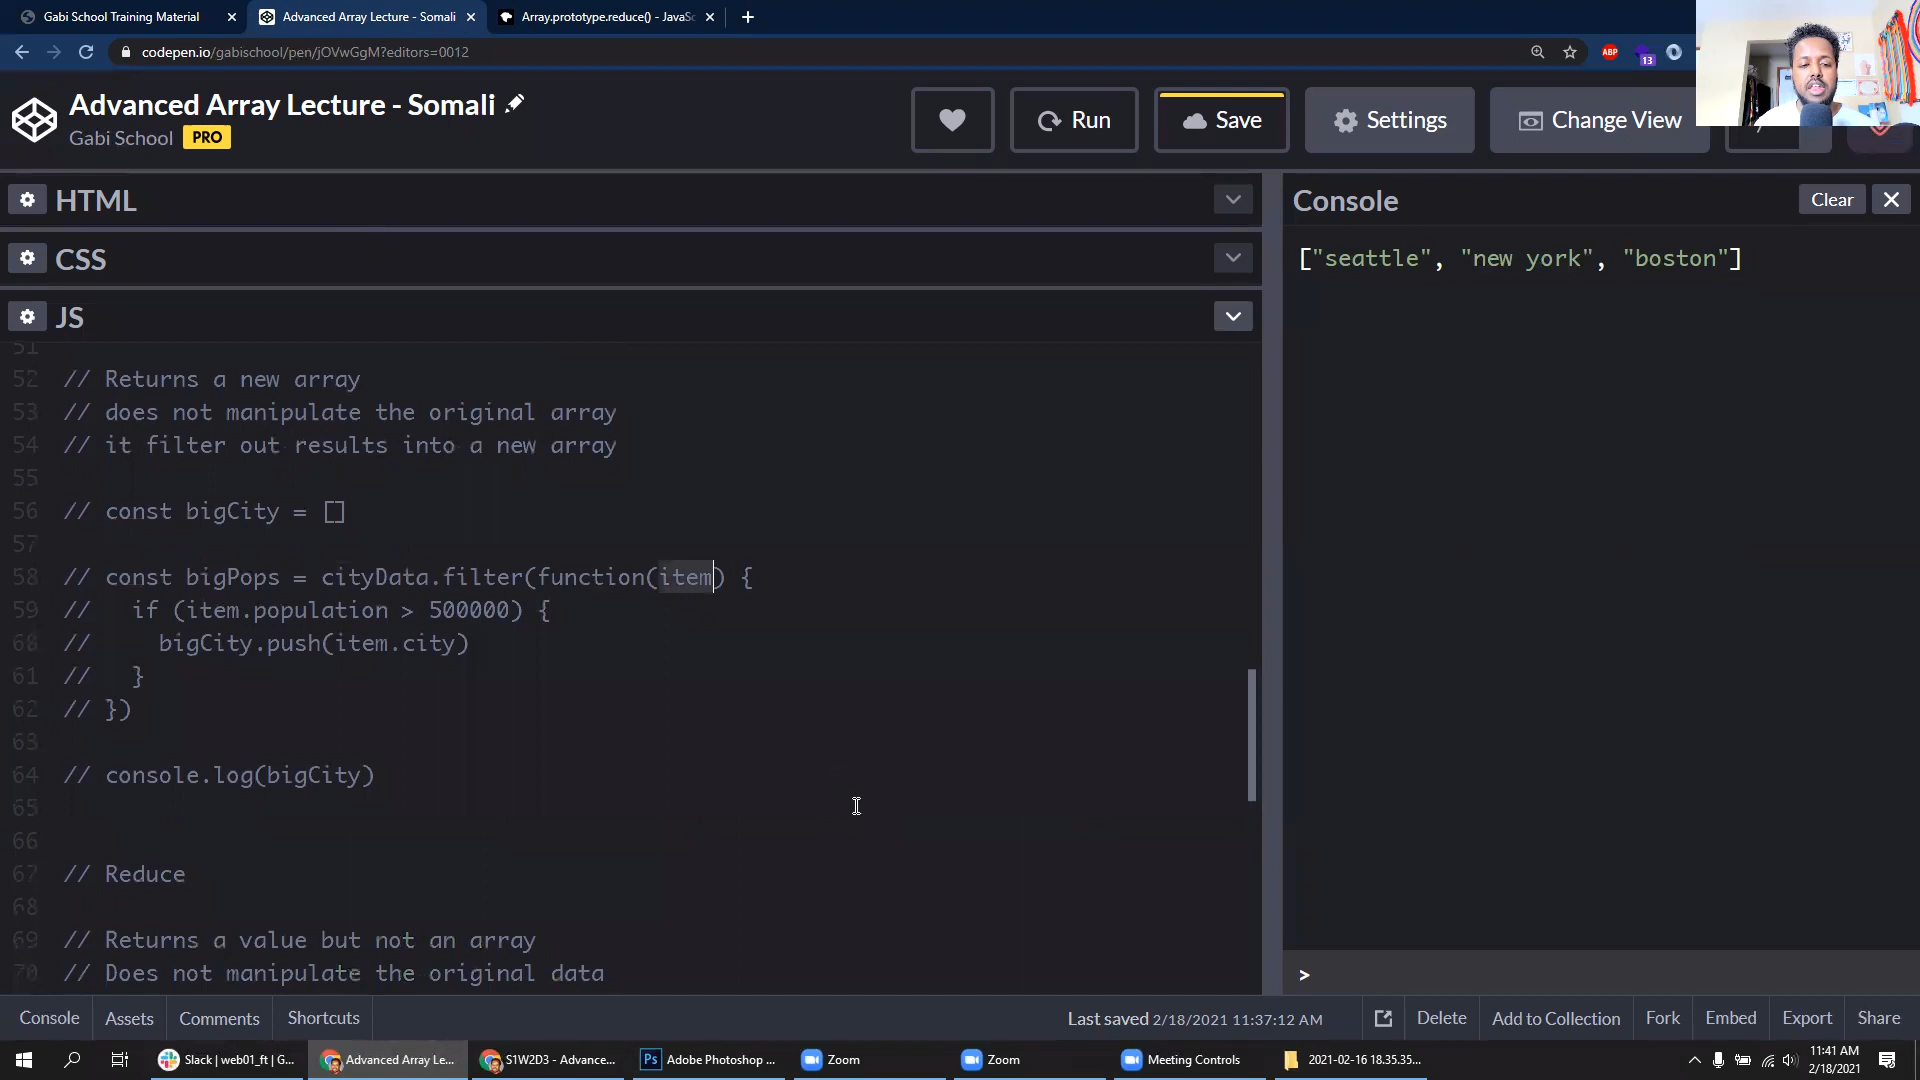 Gabi School Training Material
Advanced Array Lecture - Somali
Array.prototype.reduce() - JavaSc
codepen.io/gabischool/pen/jOVwGgM?editors=0012
ABP
13
Advanced Array Lecture - Somali
Gabi School PRO
Run
Save
Settings
Change View
HTML
CSS
JS
51
52 // Returns a new array
53 // does not manipulate the original array
54 // it filter out results into a new array
55
56 // const bigCity = []
57
58 // const bigPops = cityData.filter(function(item) {
59 //   if (item.population > 500000) {
60 //     bigCity.push(item.city)
61 //   }
62 // })
63
64 // console.log(bigCity)
65
66
67 // Reduce
68
69 // Returns a value but not an array
70 // Does not manipulate the original data
Console
Clear
["seattle", "new york", "boston"]
>
Console
Assets
Comments
Shortcuts
Last saved 2/18/2021 11:37:12 AM
Delete
Add to Collection
Fork
Embed
Export
Share
Slack | web01_ft | G...
Advanced Array Le...
S1W2D3 - Advance...
Ps Adobe Photoshop ...
Zoom
Zoom
Meeting Controls
2021-02-16 18.35.35...
11:41 AM
2/18/2021